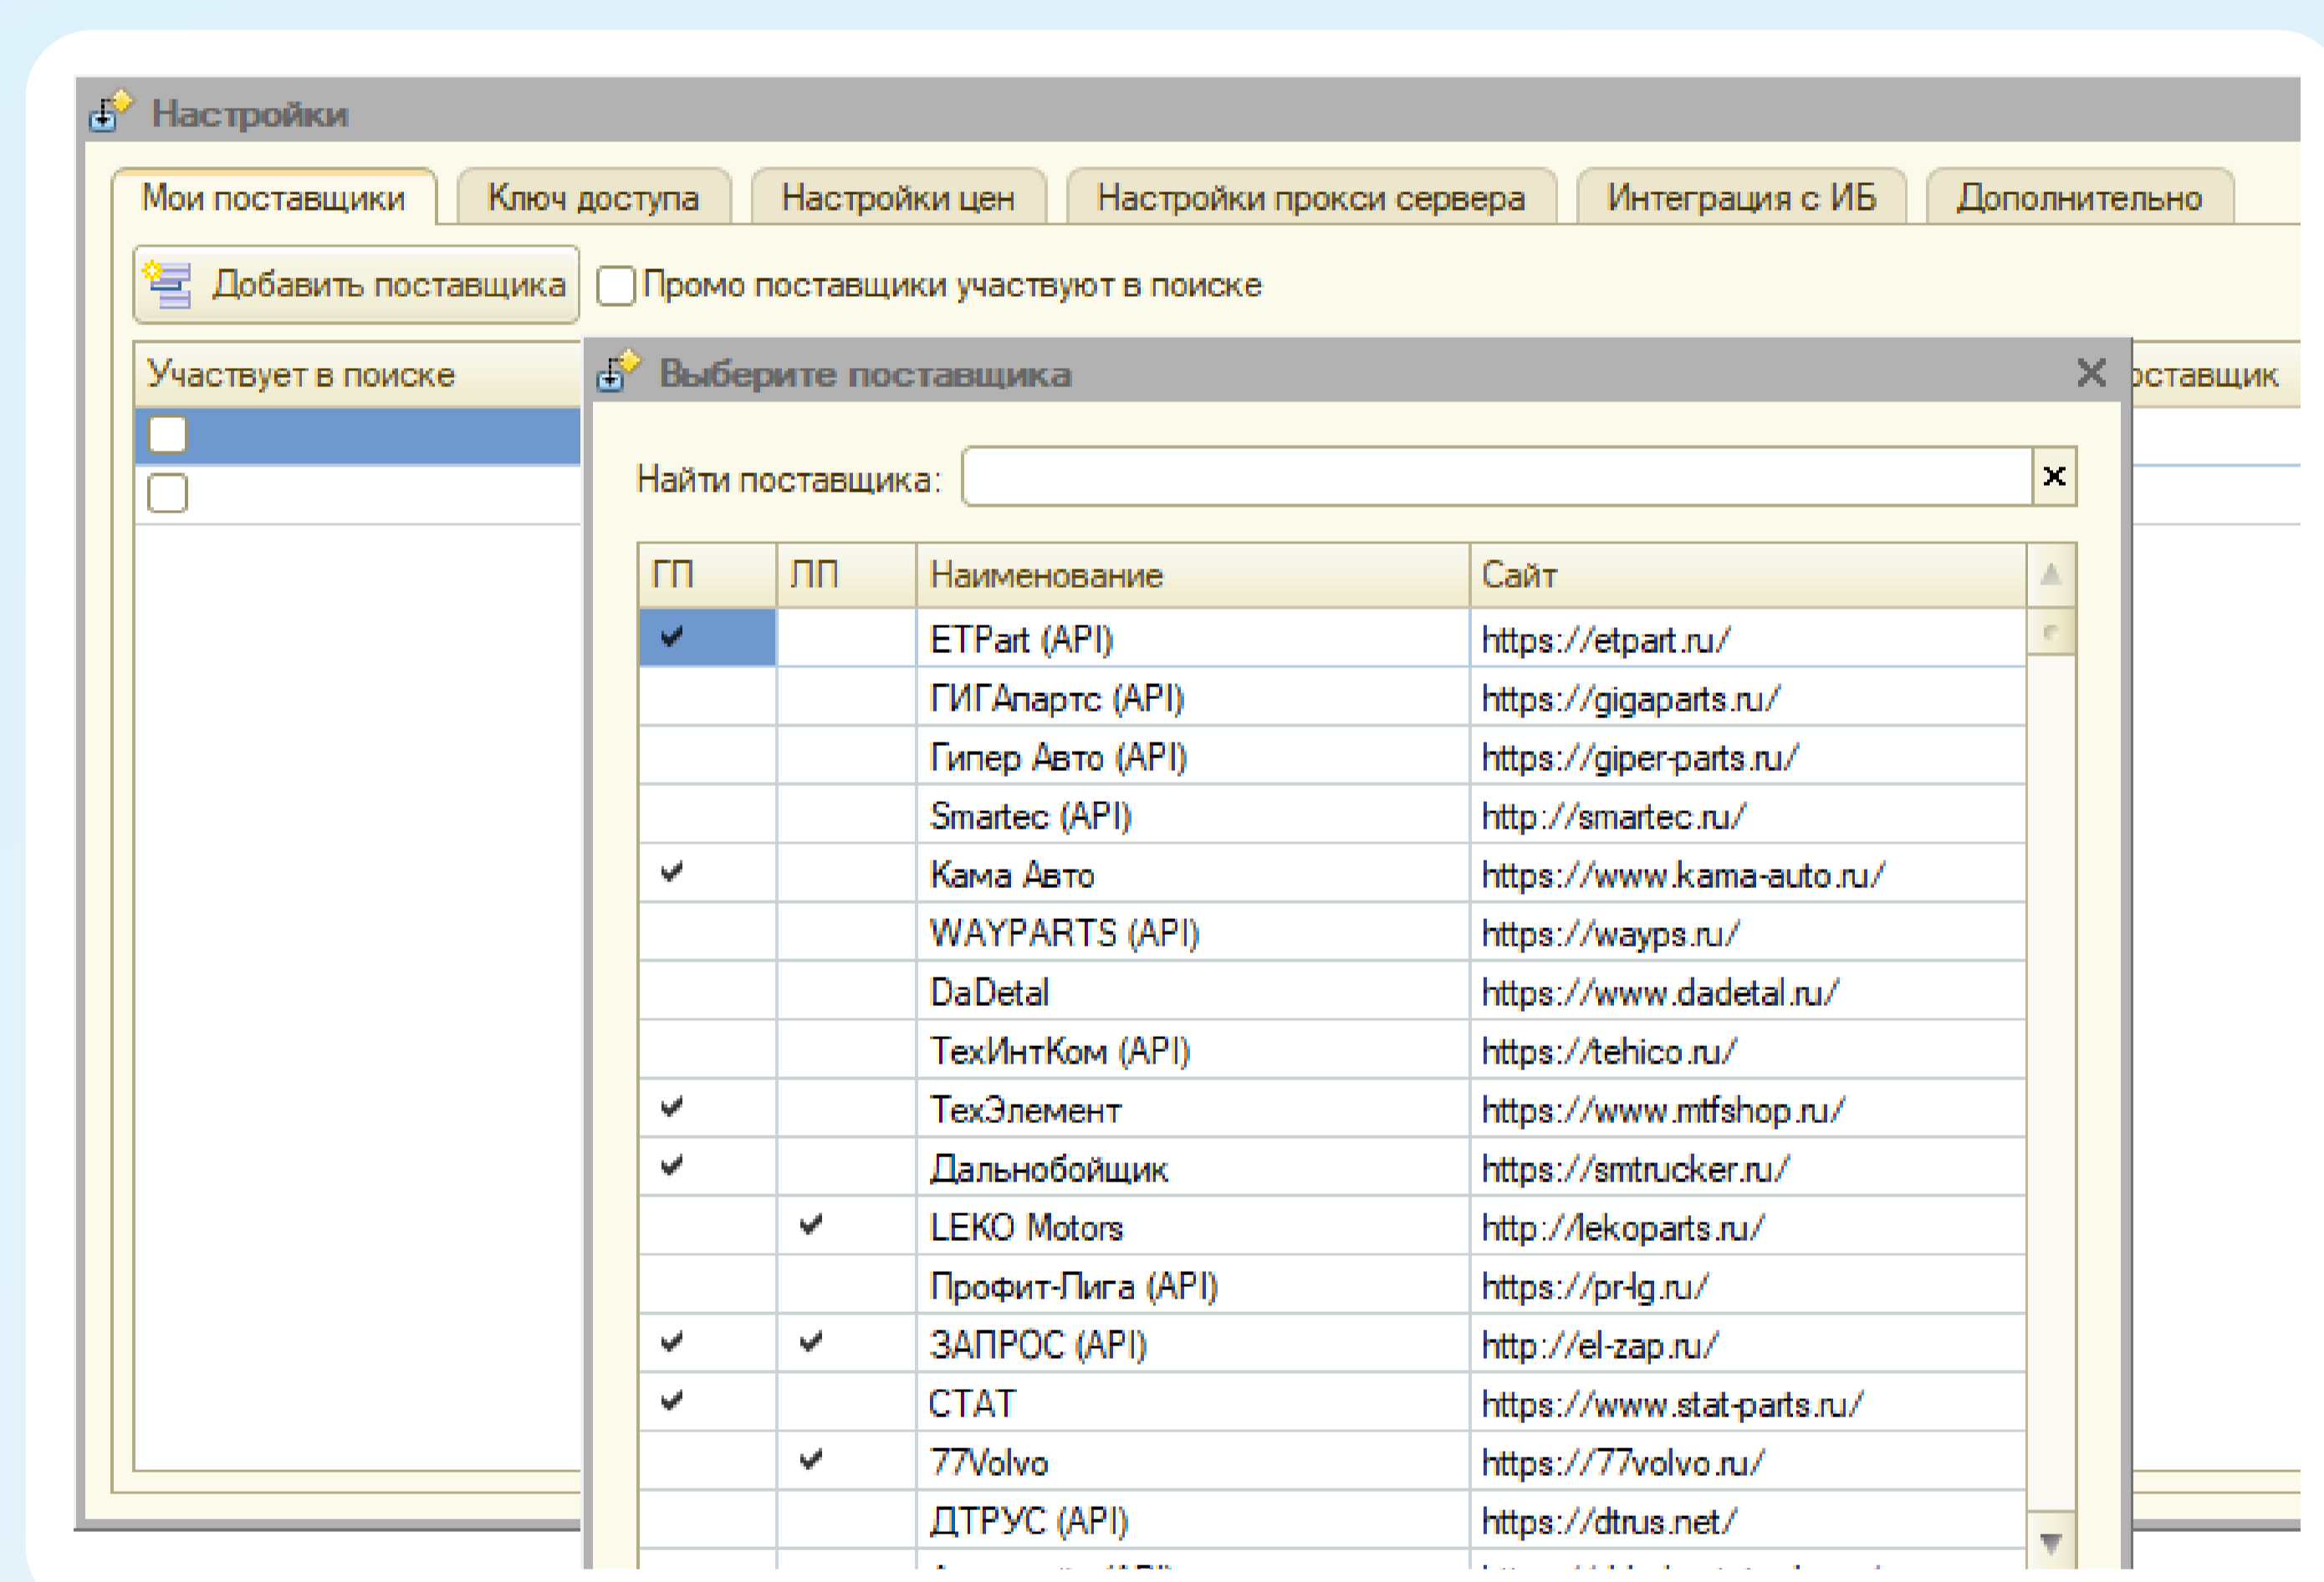 Настройки
Мои поставщики Ключ доступа Настройки цен Настройки прокси сервера Интеграция с ИБ Дополнительно
Добавить поставщика Промо поставщики участвуют в поиске
Участвует в поиске
Выберите поставщика
Найти поставщика:
ГП ЛП Наименование Сайт
ETPart (API) https://etpart.ru/
ГИГАпартс (API) https://gigaparts.ru/
Гипер Авто (API) https://giper-parts.ru/
Smartec (API) http://smartec.ru/
Кама Авто https://www.kama-auto.ru/
WAYPARTS (API) https://wayps.ru/
DaDetal https://www.dadetal.ru/
ТехИнтКом (API) https://tehico.ru/
ТехЭлемент https://www.mtfshop.ru/
Дальнобойщик https://smtrucker.ru/
LEKO Motors http://lekoparts.ru/
Профит-Лига (API) https://pr-lg.ru/
ЗАПРОС (API) http://el-zap.ru/
СТАТ https://www.stat-parts.ru/
77Volvo https://77volvo.ru/
ДТРУС (API) https://dtrus.net/